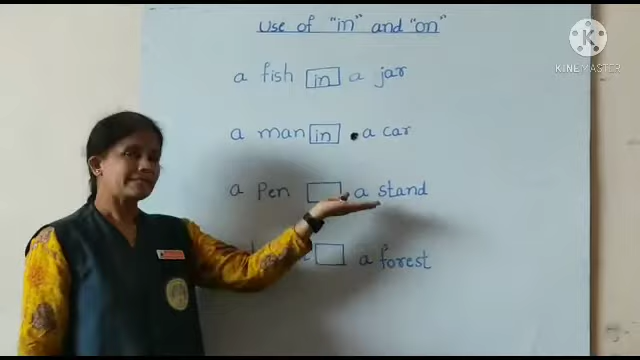 Use of "in" and "on"
a fish in a jar
a man in a car
a pen a stand
a forest
KINEMASTER